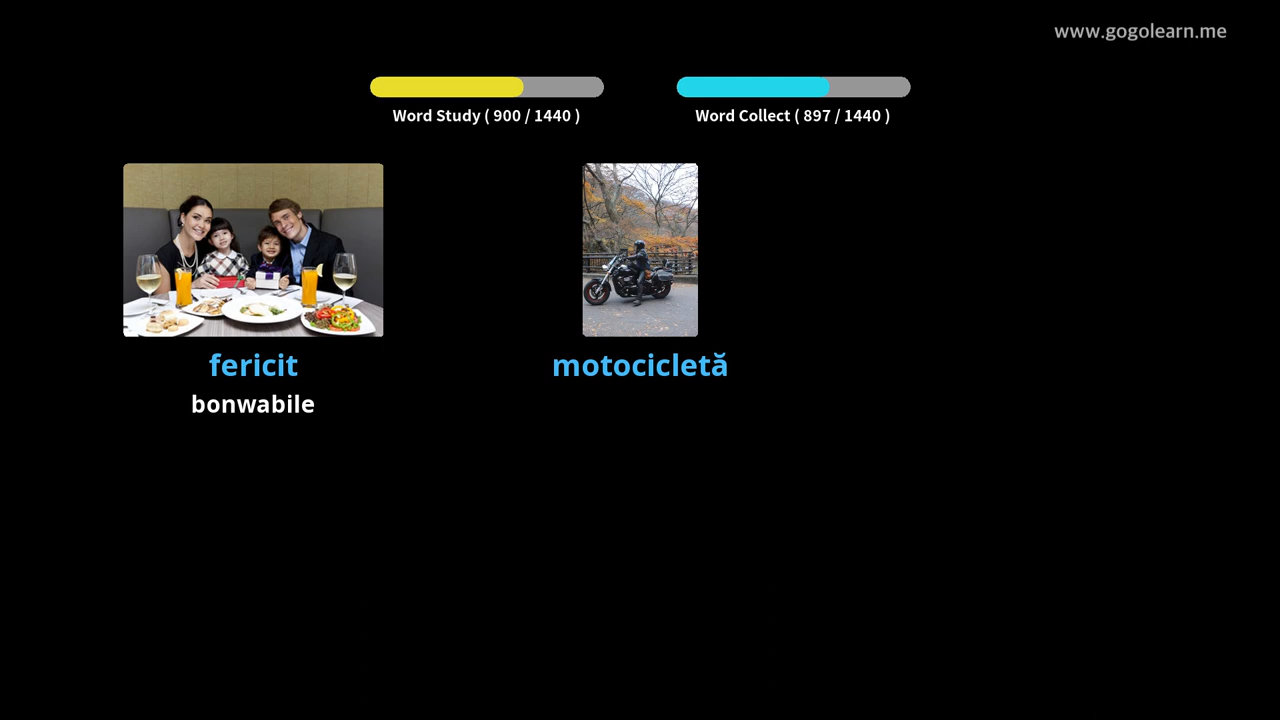 www.gogolearn.me
Word Study ( 900 / 1440 )
Word Collect ( 897 / 1440 )
fericit
motocicletă
bonwabile